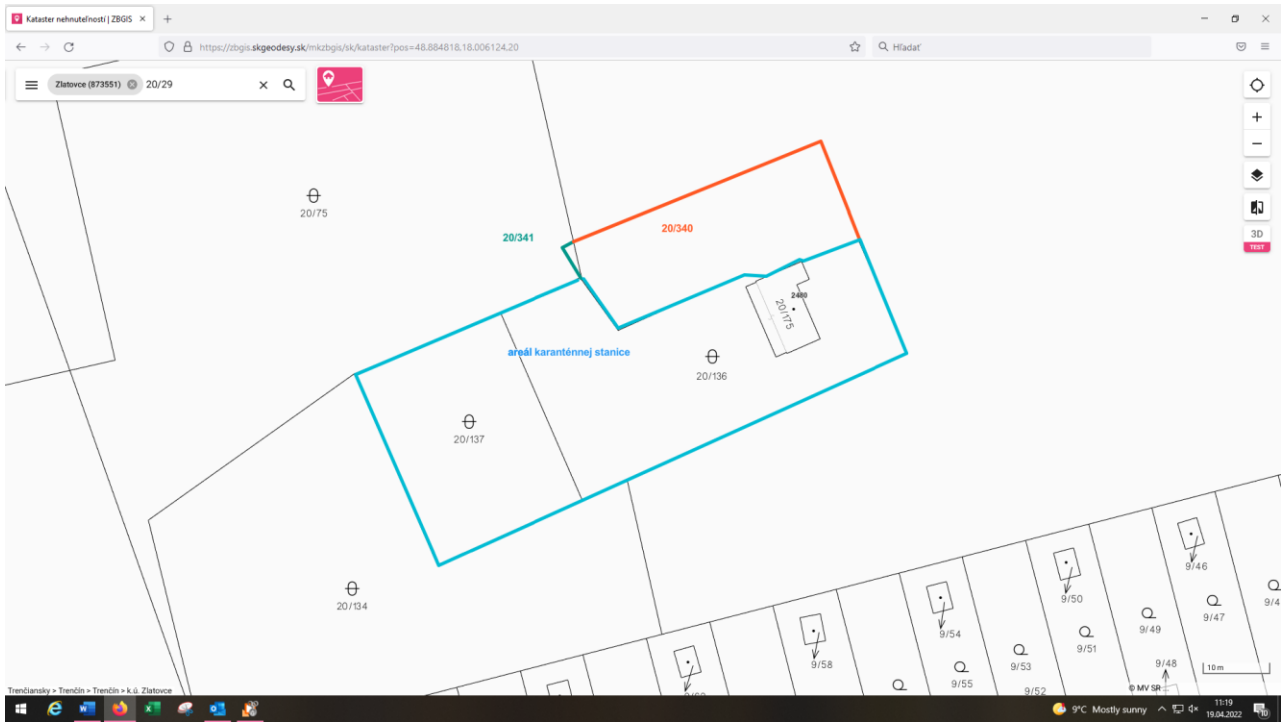 Kataster nehnuteľností | ZBGIS
https://zbgis.skgeodesy.sk/mkzbgis/sk/kataster?pos=48.884818,18.006124,20
Hľadať
Zlatovce (873551) 20/29
3D
TEST
20/75
20/341
20/340
2480
20/175
areál karanténnej stanice
20/136
20/137
20/134
9/46
9/50
9/47
9/54
9/49
9/51
9/58
9/53
9/48
9/55
9/52
10 m
© MV SR
Trenčiansky > Trenčín > Trenčín > k.ú. Zlatovce
9°C Mostly sunny
11:19
19.04.2022